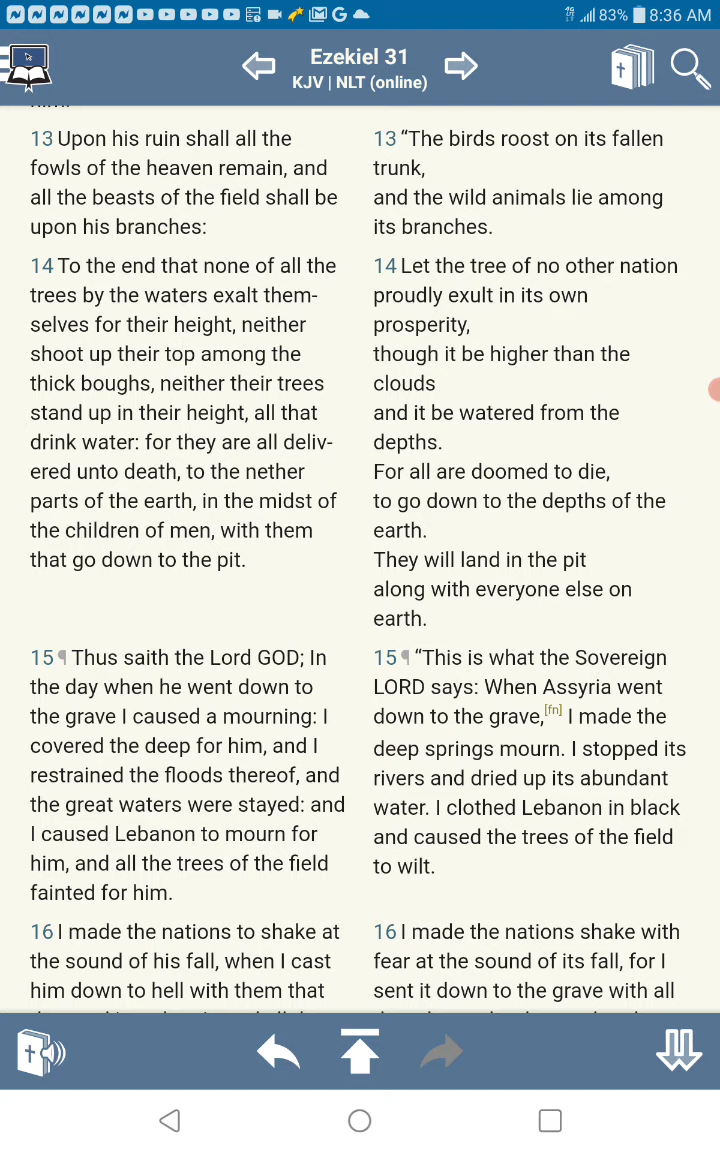 83% 8:36 AM
Ezekiel 31
KJV | NLT (online)
13 Upon his ruin shall all the
fowls of the heaven remain, and
all the beasts of the field shall be
upon his branches:
14 To the end that none of all the
trees by the waters exalt them-
selves for their height, neither
shoot up their top among the
thick boughs, neither their trees
stand up in their height, all that
drink water: for they are all deliv-
ered unto death, to the nether
parts of the earth, in the midst of
the children of men, with them
that go down to the pit.
15 ¶ Thus saith the Lord GOD; In
the day when he went down to
the grave I caused a mourning: I
covered the deep for him, and I
restrained the floods thereof, and
the great waters were stayed: and
I caused Lebanon to mourn for
him, and all the trees of the field
fainted for him.
16 I made the nations to shake at
the sound of his fall, when I cast
him down to hell with them that
13 “The birds roost on its fallen
trunk,
and the wild animals lie among
its branches.
14 Let the tree of no other nation
proudly exult in its own
prosperity,
though it be higher than the
clouds
and it be watered from the
depths.
For all are doomed to die,
to go down to the depths of the
earth.
They will land in the pit
along with everyone else on
earth.
15 ¶ “This is what the Sovereign
LORD says: When Assyria went
down to the grave,[fn] I made the
deep springs mourn. I stopped its
rivers and dried up its abundant
water. I clothed Lebanon in black
and caused the trees of the field
to wilt.
16 I made the nations shake with
fear at the sound of its fall, for I
sent it down to the grave with all